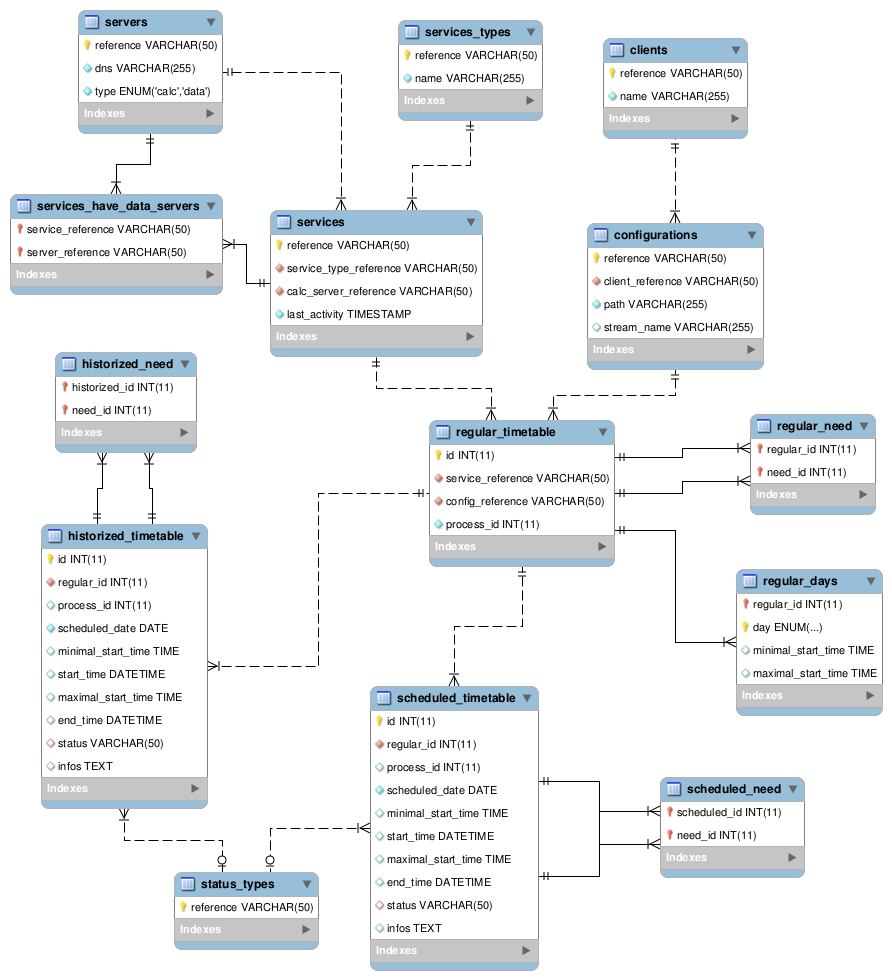 servers
reference VARCHAR(50)
dns VARCHAR(255)
type ENUM('calc','data')
Indexes
services_types
reference VARCHAR(50)
name VARCHAR(255)
Indexes
clients
reference VARCHAR(50)
name VARCHAR(255)
Indexes
services_have_data_servers
service_reference VARCHAR(50)
server_reference VARCHAR(50)
Indexes
services
reference VARCHAR(50)
service_type_reference VARCHAR(50)
calc_server_reference VARCHAR(50)
last_activity TIMESTAMP
Indexes
configurations
reference VARCHAR(50)
client_reference VARCHAR(50)
path VARCHAR(255)
stream_name VARCHAR(255)
Indexes
historized_need
historized_id INT(11)
need_id INT(11)
Indexes
regular_timetable
id INT(11)
service_reference VARCHAR(50)
config_reference VARCHAR(50)
process_id INT(11)
Indexes
regular_need
regular_id INT(11)
need_id INT(11)
Indexes
historized_timetable
id INT(11)
regular_id INT(11)
process_id INT(11)
scheduled_date DATE
minimal_start_time TIME
start_time DATETIME
maximal_start_time TIME
end_time DATETIME
status VARCHAR(50)
infos TEXT
Indexes
regular_days
regular_id INT(11)
day ENUM(...)
minimal_start_time TIME
maximal_start_time TIME
Indexes
scheduled_timetable
id INT(11)
regular_id INT(11)
process_id INT(11)
scheduled_date DATE
minimal_start_time TIME
start_time DATETIME
maximal_start_time TIME
end_time DATETIME
status VARCHAR(50)
infos TEXT
Indexes
scheduled_need
scheduled_id INT(11)
need_id INT(11)
Indexes
status_types
reference VARCHAR(50)
Indexes